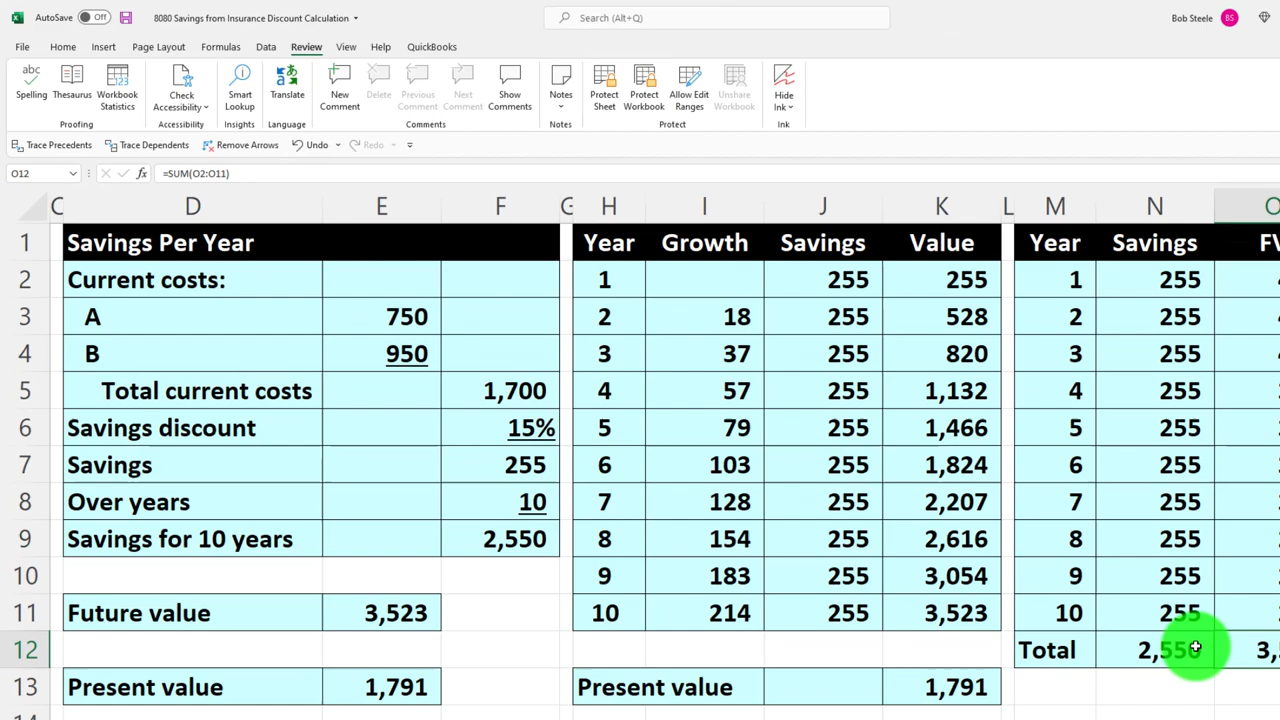 AutoSave Off 8080 Savings from Insurance Discount Calculation Search (Alt+Q) Bob Steele BS
File Home Insert Page Layout Formulas Data Review View Help QuickBooks
abc 123
Spelling Thesaurus Workbook Statistics Check Accessibility Smart Lookup Translate New Comment Delete Previous Comment Next Comment Show Comments Notes Protect Sheet Protect Workbook Allow Edit Ranges Unshare Workbook Hide Ink
Proofing Accessibility Insights Language Comments Notes Protect Ink
Trace Precedents Trace Dependents Remove Arrows Undo Redo
O12 fx =SUM(O2:O11)
C D E F G H I J K L M N O
1 Savings Per Year Year Growth Savings Value Year Savings
2 Current costs: 1 255 255 1 255
3 A 750 2 18 255 528 2 255
4 B 950 3 37 255 820 3 255
5 Total current costs 1,700 4 57 255 1,132 4 255
6 Savings discount 15% 5 79 255 1,466 5 255
7 Savings 255 6 103 255 1,824 6 255
8 Over years 10 7 128 255 2,207 7 255
9 Savings for 10 years 2,550 8 154 255 2,616 8 255
10 9 183 255 3,054 9 255
11 Future value 3,523 10 214 255 3,523 10 255
12 Total 2,550
13 Present value 1,791 Present value 1,791